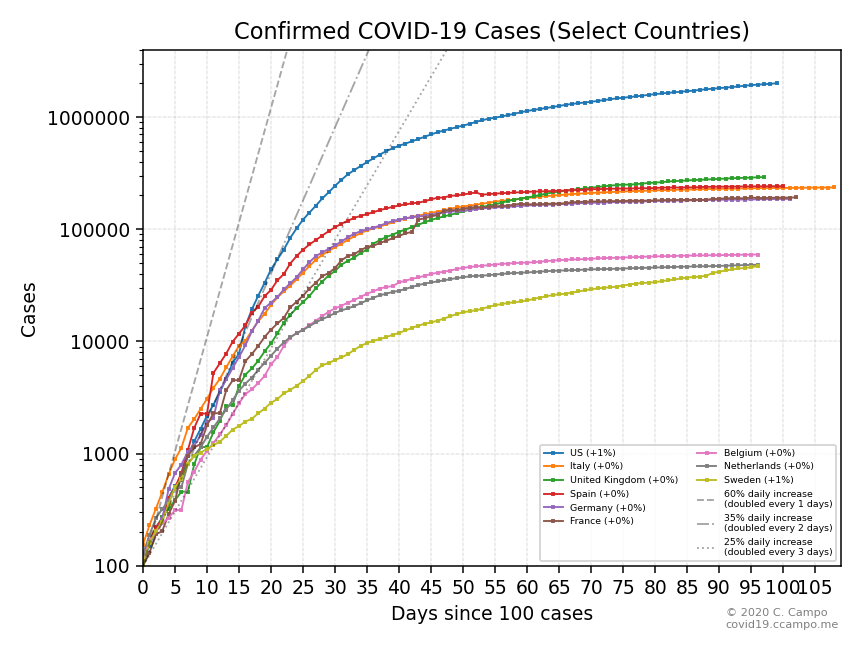 Confirmed COVID-19 Cases (Select Countries)
Cases
1000000
100000
10000
1000
100
0 5 10 15 20 25 30 35 40 45 50 55 60 65 70 75 80 85 90 95 100 105
Days since 100 cases
US (+1%)
Italy (+0%)
United Kingdom (+0%)
Spain (+0%)
Germany (+0%)
France (+0%)
Belgium (+0%)
Netherlands (+0%)
Sweden (+1%)
60% daily increase
(doubled every 1 days)
35% daily increase
(doubled every 2 days)
25% daily increase
(doubled every 3 days)
© 2020 C. Campo
covid19.ccampo.me